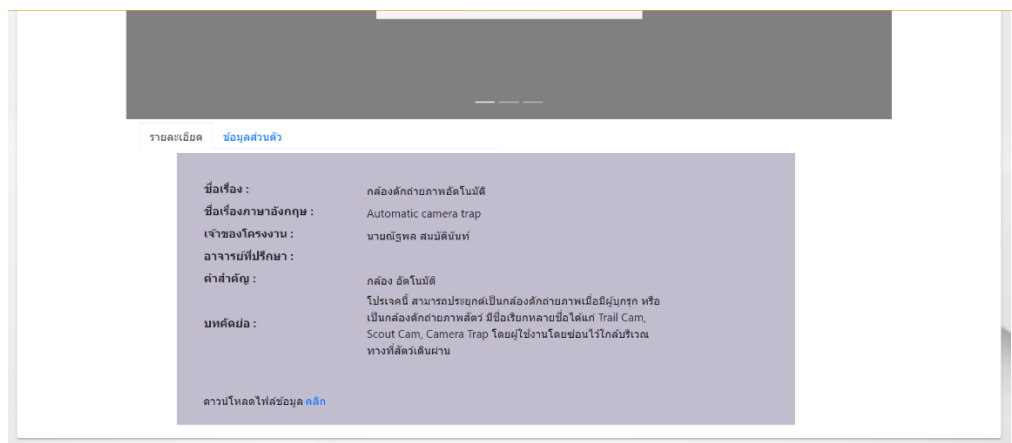 รายละเอียด ข้อมูลส่วนตัว
ชื่อเรื่อง : กล้องดักถ่ายภาพอัตโนมัติ
ชื่อเรื่องภาษาอังกฤษ : Automatic camera trap
เจ้าของโครงงาน : นายณัฐพล สมบัตินันท์
อาจารย์ที่ปรึกษา :
คำสำคัญ : กล้อง อัตโนมัติ
บทคัดย่อ :
โปรเจคนี้ สามารถประยุกต์เป็นกล้องดักถ่ายภาพเมื่อมีผู้บุกรุก หรือ
เป็นกล้องดักถ่ายภาพสัตว์ มีชื่อเรียกหลายชื่อได้แก่ Trail Cam,
Scout Cam, Camera Trap โดยผู้ใช้งานโดยซ่อนไว้ใกล้บริเวณ
ทางที่สัตว์เดินผ่าน
ดาวน์โหลดไฟล์ข้อมูล คลิก